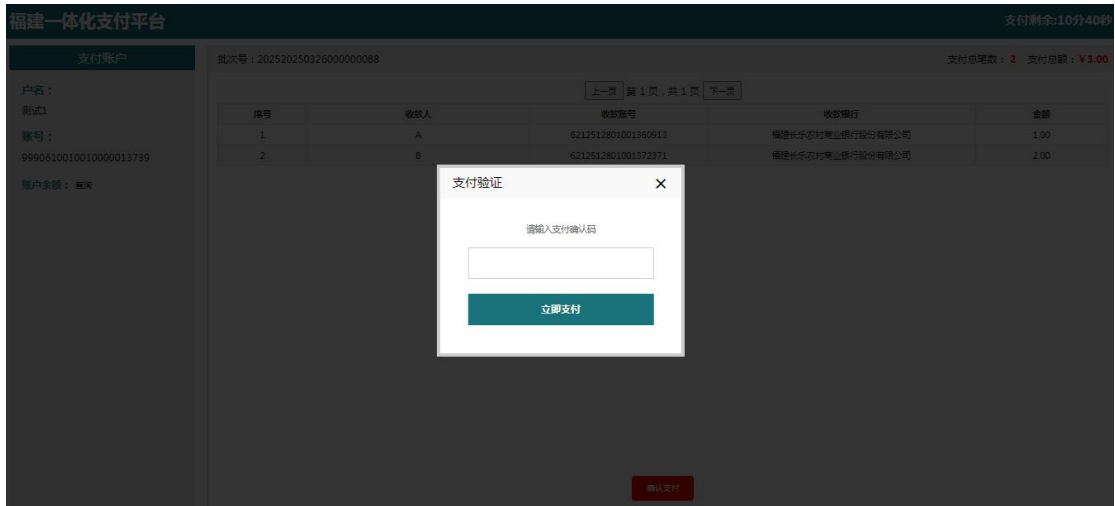 福建一体化支付平台
支付剩余:10分40秒
支付账户
户名：
测试1
账号：
9990610010010000013739
账户余额： 查询
批次号：202520250326000000088
支付总笔数： 2 支付总额：￥3.00
上一页 第 1 页 , 共 1 页 下一页
序号 收款人 收款账号 收款银行 金额
1 A 6212512801001360913 福建长乐农村商业银行股份有限公司 1.00
2 B 6212512801001372371 福建长乐农村商业银行股份有限公司 2.00
支付验证
请输入支付确认码
立即支付
确认支付